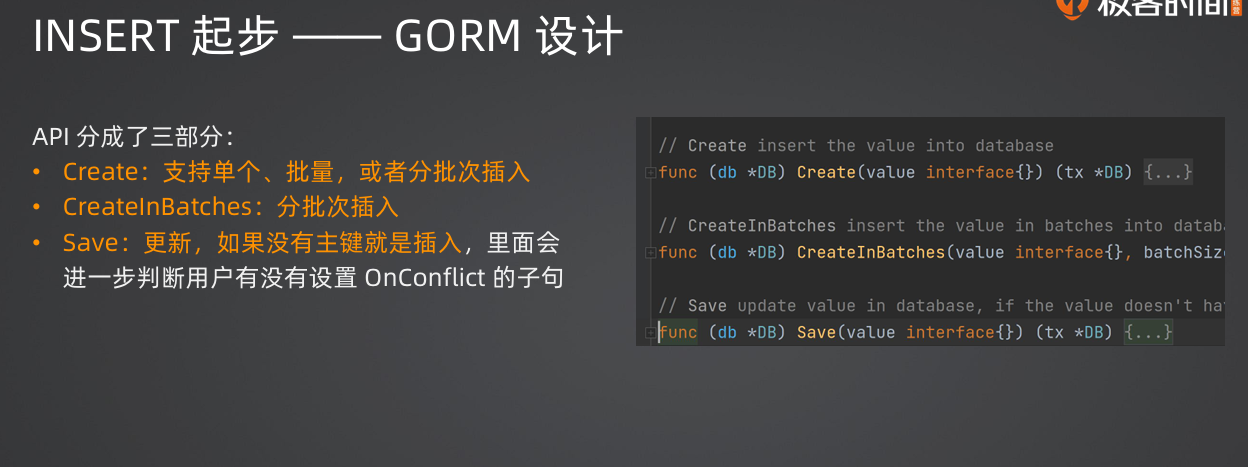 INSERT 起步 —— GORM 设计
极客时间
API 分成了三部分：
• Create：支持单个、批量，或者分批次插入
• CreateInBatches：分批次插入
• Save：更新，如果没有主键就是插入，里面会
进一步判断用户有没有设置 OnConflict 的子句
// Create insert the value into database
func (db *DB) Create(value interface{}) (tx *DB) {...}
// CreateInBatches insert the value in batches into datab
func (db *DB) CreateInBatches(value interface{}, batchSiz
// Save update value in database, if the value doesn't ha
func (db *DB) Save(value interface{}) (tx *DB) {...}